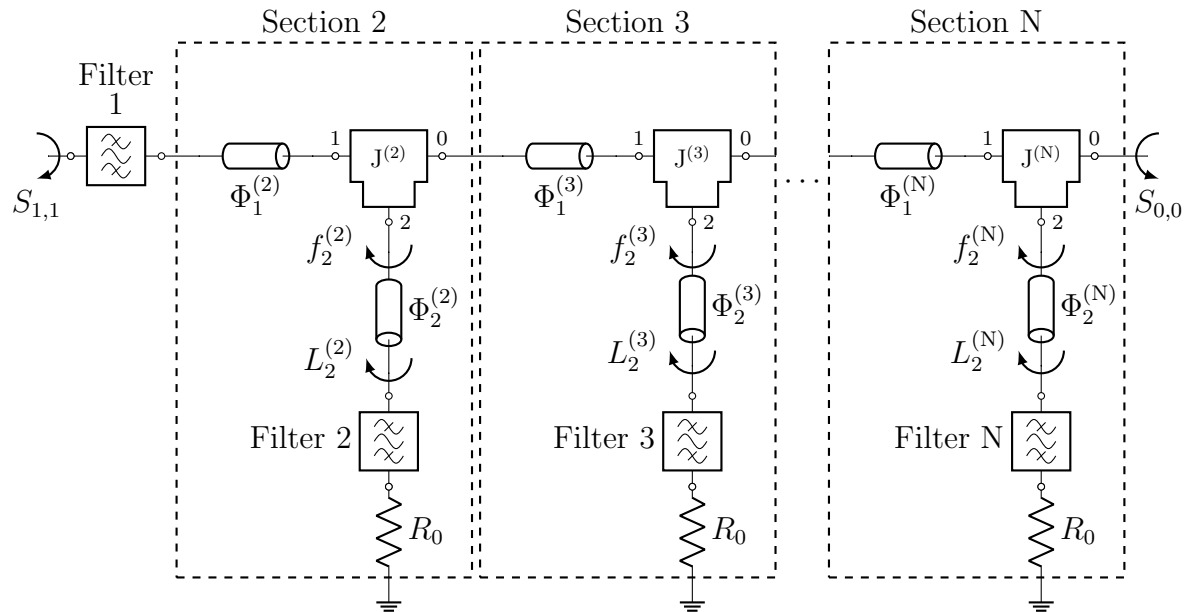 Section 2
Section 3
Section N
Filter
1
S_{1,1}
Φ_1^{(2)}
1
J^{(2)}
0
2
f_2^{(2)}
Φ_2^{(2)}
L_2^{(2)}
Filter 2
R_0
Φ_1^{(3)}
1
J^{(3)}
0
2
f_2^{(3)}
Φ_2^{(3)}
L_2^{(3)}
Filter 3
R_0
. . .
Φ_1^{(N)}
1
J^{(N)}
0
2
f_2^{(N)}
Φ_2^{(N)}
L_2^{(N)}
Filter N
R_0
S_{0,0}